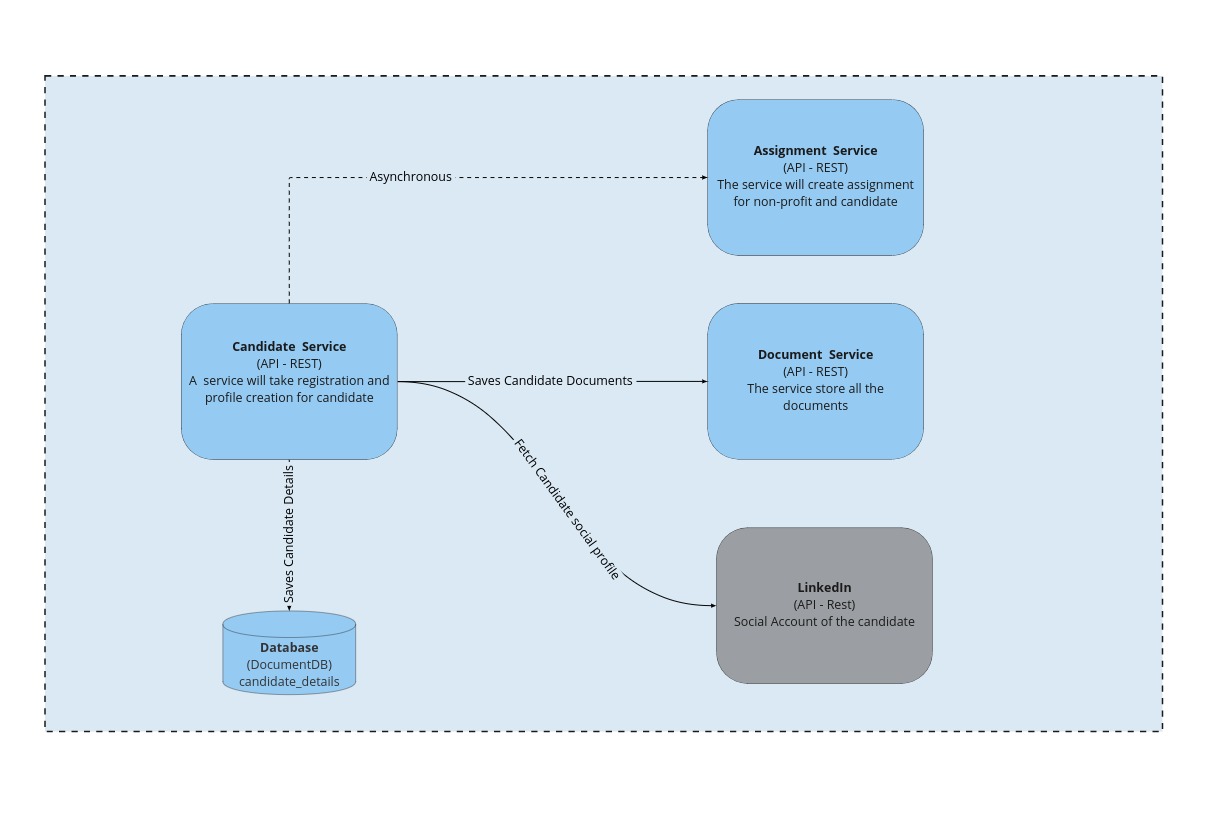 Assignment  Service
(API - REST)
The service will create assignment
for non-profit and candidate
Asynchronous
Candidate  Service
(API - REST)
A  service will take registration and
profile creation for candidate
Saves Candidate Documents
Document  Service
(API - REST)
The service store all the
documents
Fetch Candidate social profile
Saves Candidate Details
LinkedIn
(API - Rest)
Social Account of the candidate
Database
(DocumentDB)
candidate_details